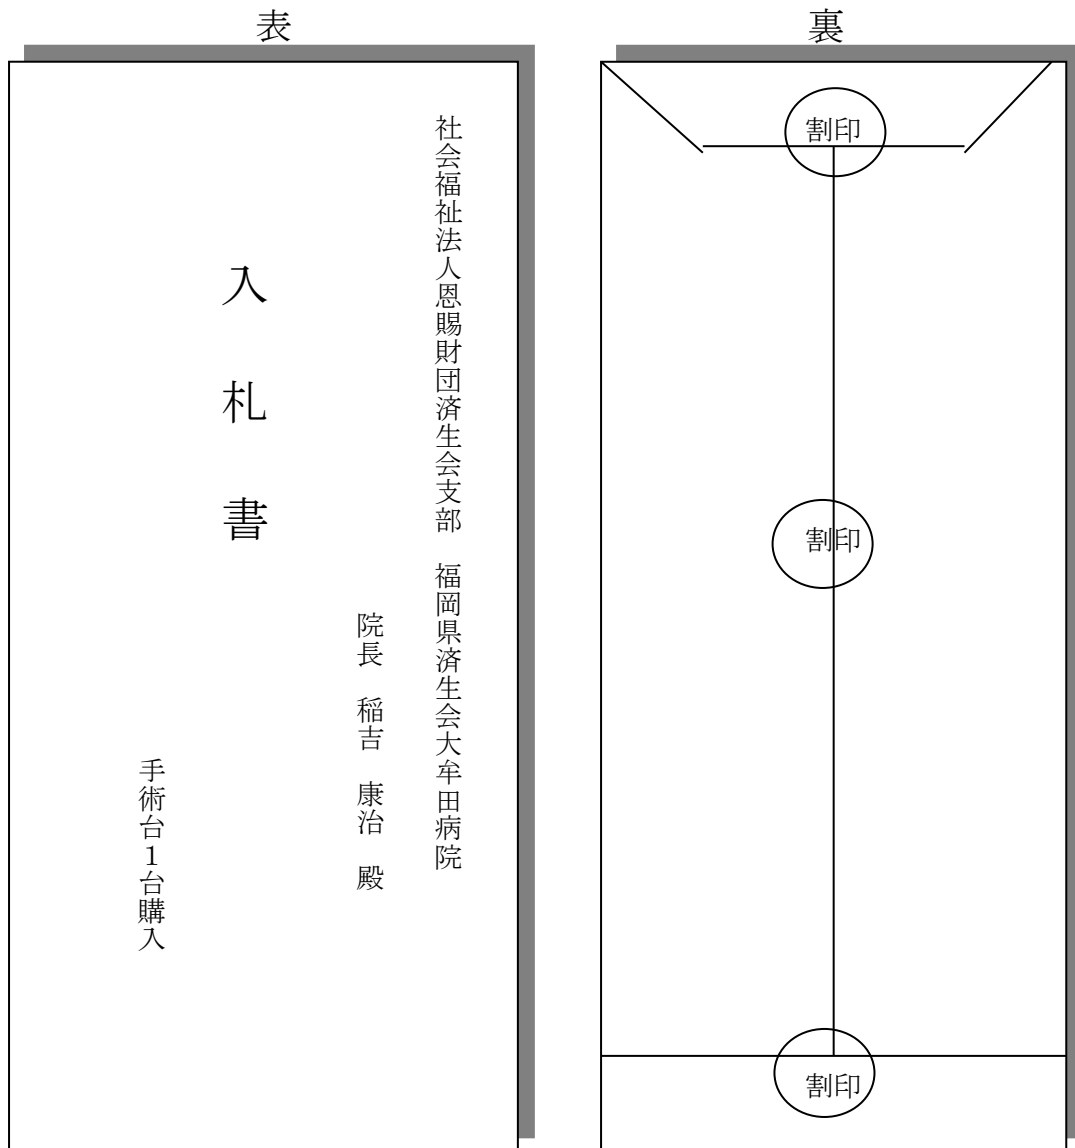 表
社会福祉法人恩賜財団済生会支部　福岡県済生会大牟田病院
院長　稲吉　康治　殿
入札書
手術台１台購入
裏
割印
割印
割印